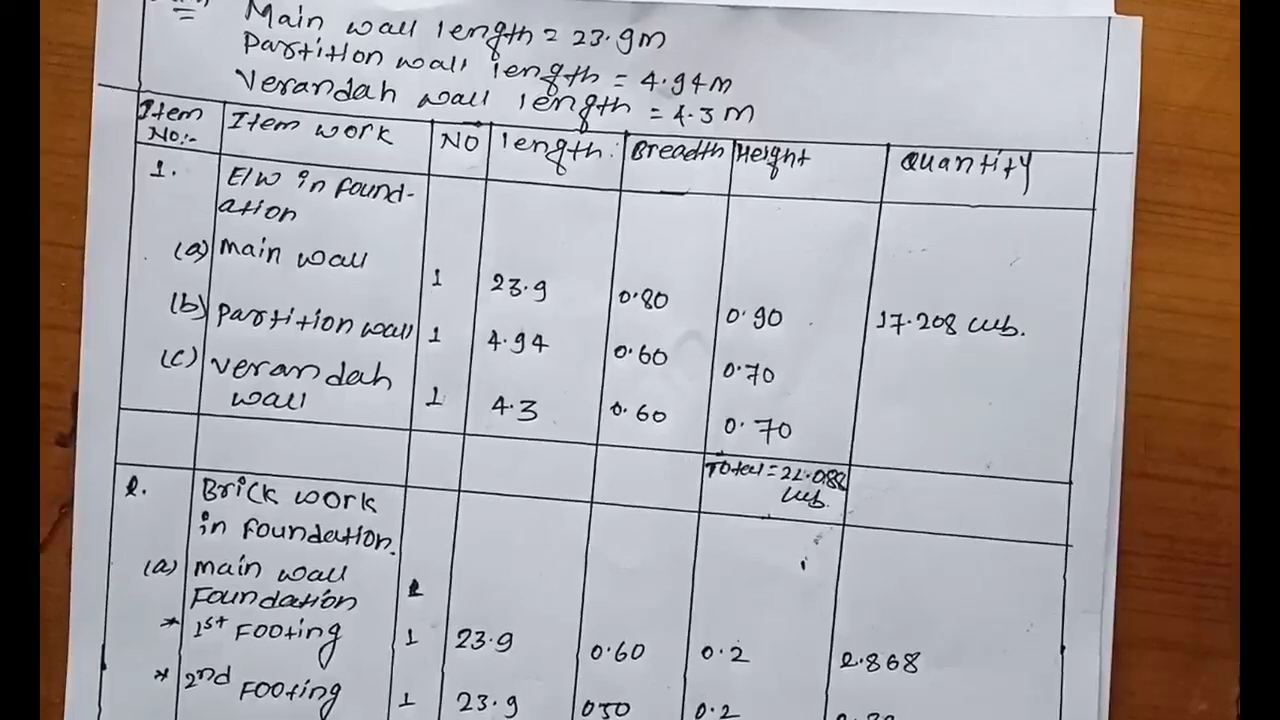 Main wall length = 23.9m
Partition wall length = 4.94m
Verandah wall length = 4.3m
Item No:- Item work NO length: Breadth Height Quantity
1. E/W in found-
ation
(a) main wall 1 23.9 0.80 0.90 17.208 cub.
(b) partition wall 1 4.94 0.60 0.70
(c) verandah
wall 1 4.3 0.60 0.70
Total = 21.088
cub.
2. Brick work
in foundation.
(a) main wall
Foundation
* 1st Footing 1 23.9 0.60 0.2 2.868
* 2nd Footing 1 23.9 050 0.2